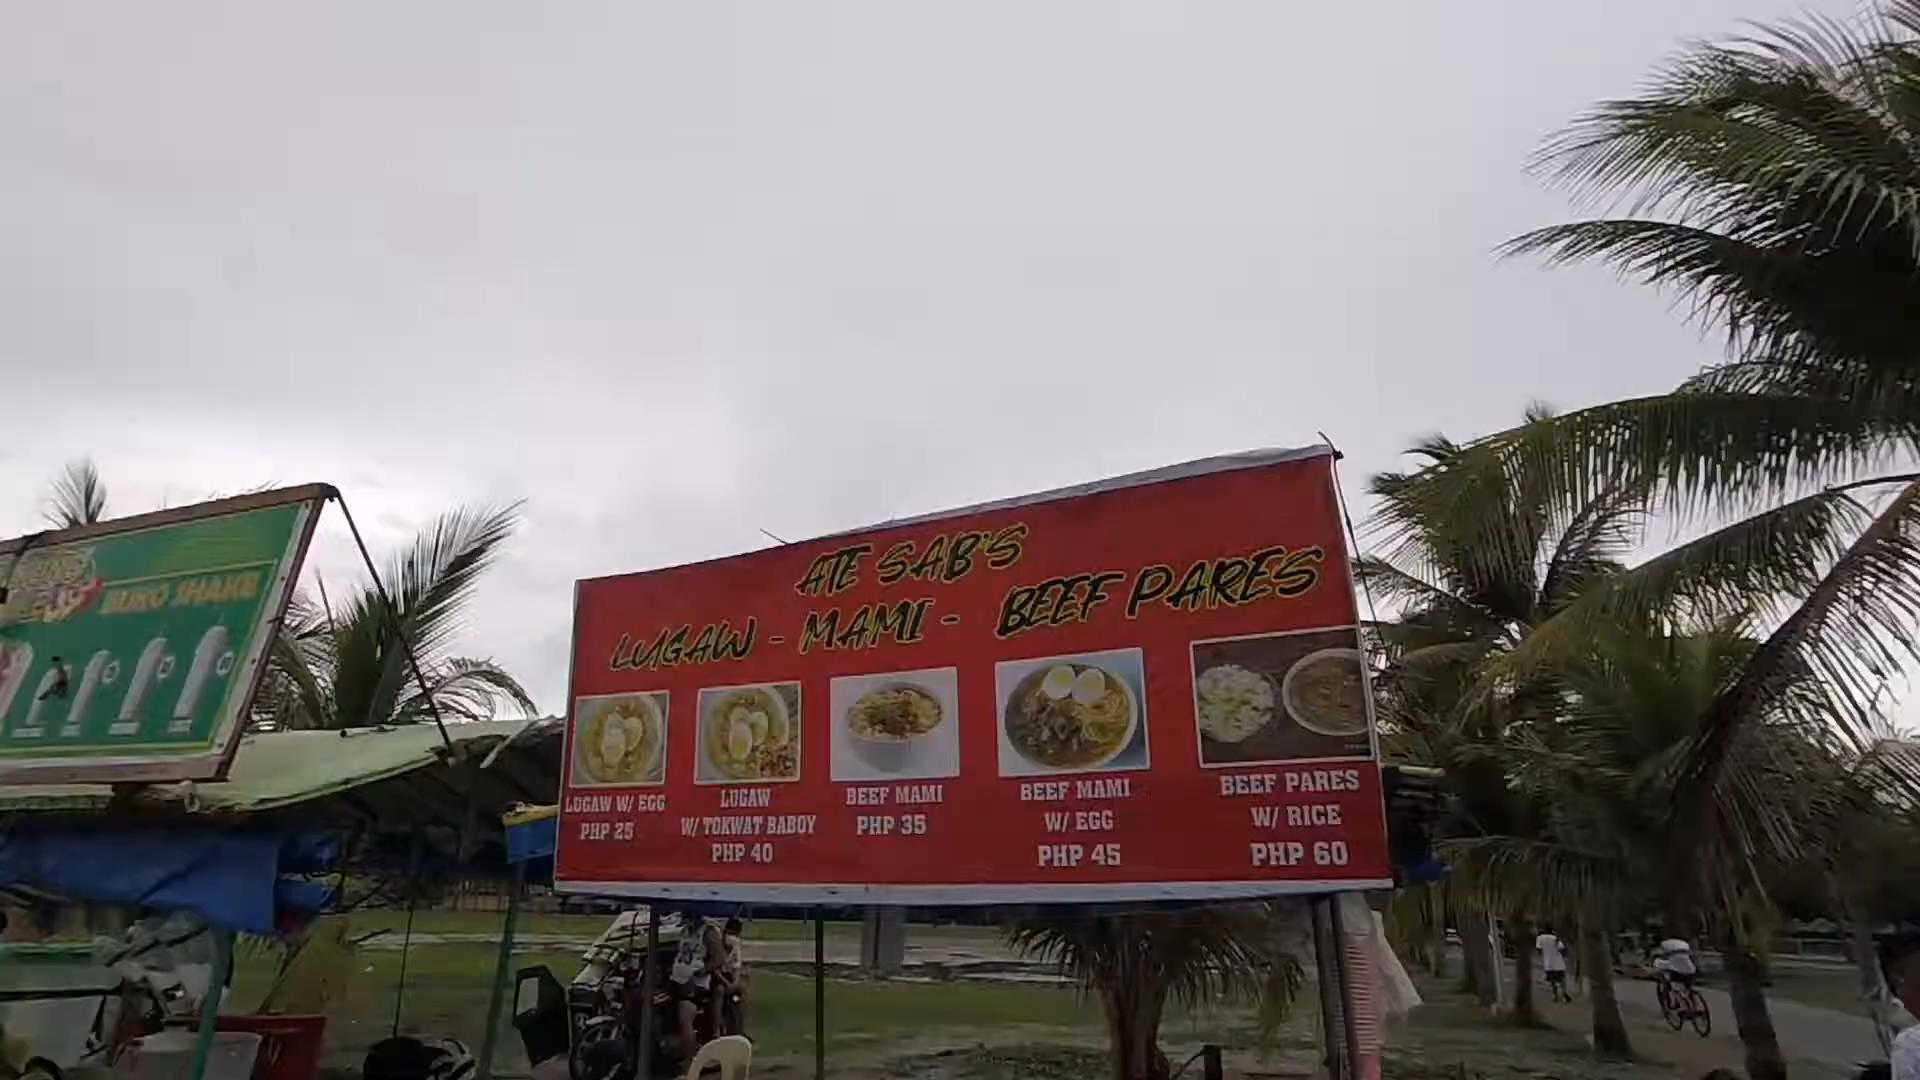 BUKO SHAKE
ATE SAB'S
LUGAW - MAMI - BEEF PARES
LUGAW W/ EGG
PHP 25
LUGAW
W/ TOKWAT BABOY
PHP 40
BEEF MAMI
PHP 35
BEEF MAMI
W/ EGG
PHP 45
BEEF PARES
W/ RICE
PHP 60